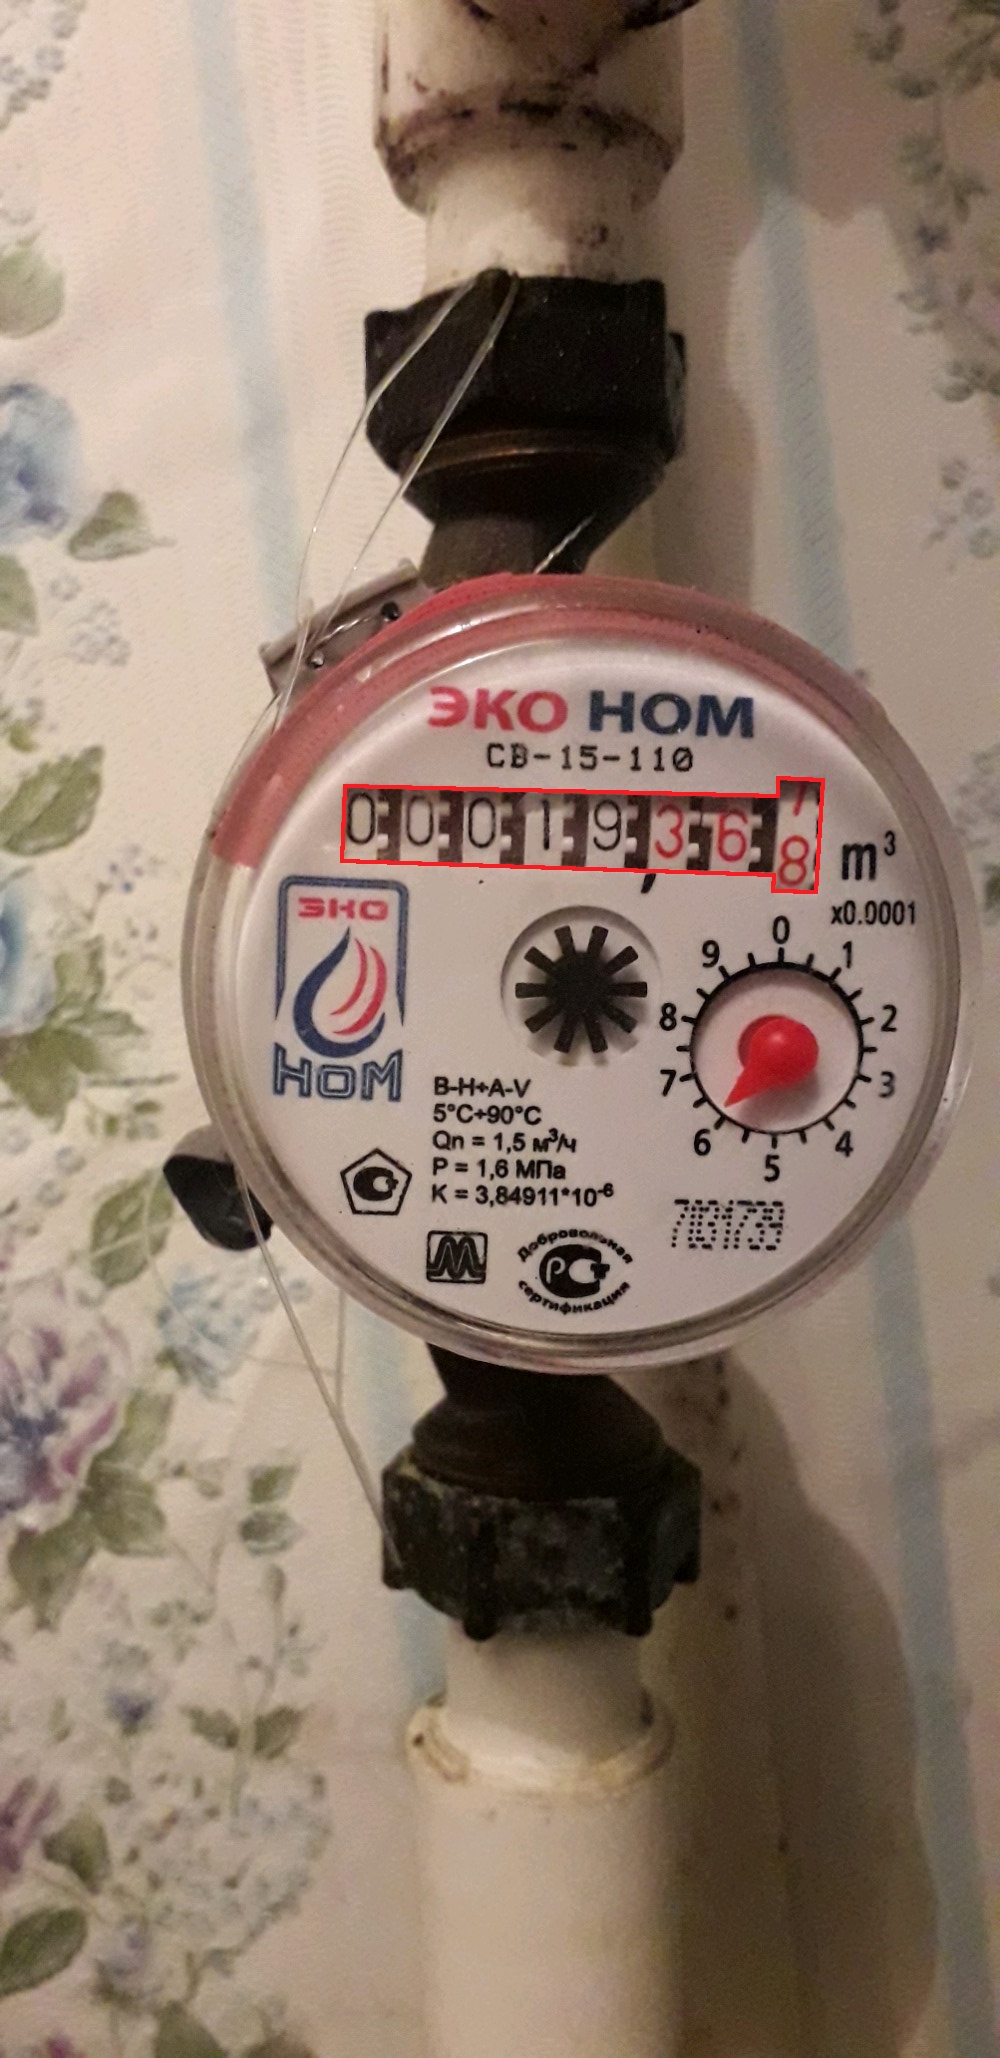 ЭКО НОМ
СВ-15-110
0 0 0 1 9 3 6 7
8
,
m³
x0.0001
ЭКО
НОМ
0
1
2
3
4
5
6
7
8
9
В-Н+А-V
5°C+90°C
Qn = 1,5 м³/ч
Р = 1,6 МПа
К = 3,84911*10⁻⁶
Добровольная
РСТ
сертификация